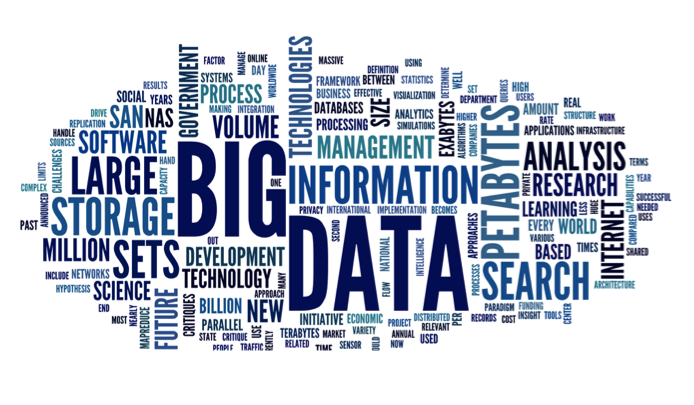 MASSIVE
FACTOR
MANAGE
ONLINE
DAY
WORLDWIDE
GOVERNMENT
SYSTEMS
PROCESS
MAKING
INTEGRATION
TECHNOLOGIES
DEFINITION
USING
FRAMEWORK
BETWEEN
STATISTICS
BUSINESS
EFFECTIVE
VISUALIZATION
DETERMINE
WELL
SET
QUERIES
HIGH
USERS
DEPARTMENT
RESULTS
SOCIAL
YEARS
DRIVE
SAN
NAS
REPLICATION
VOLUME
DATABASES
SIZE
ANALYTICS
PROCESSING
SIMULATIONS
EXABYTES
HIGHER
ALGORITHMS
COMPANIES
PETABYTES
AMOUNT
REAL
STRUCTURE
RATE
WORK
APPLICATIONS
INFRASTRUCTURE
HANDLE
SOURCES
SOFTWARE
MANAGEMENT
ANALYSIS
TERMS
LIMITS
CHALLENGES
LARGE
HAND
CAPACITY
BIG
ONE
INFORMATION
PRIVATE
RESEARCH
YEAR
COMPLEX
ANNOUNCED
STORAGE
PRIVACY
INTERNATIONAL
IMPLEMENTATION
BECOMES
LEARNING
LESS
HUGE
INTERNET
CAPABILITIES
COMPARED
SUCCESSFUL
NEEDED
USES
PAST
SECOND
DATA
APPROACHES
EVERY
WORLD
VARIOUS
MILLION
SETS
OUT
DEVELOPMENT
NATIONAL
INTELLIGENCE
BASED
TIMES
SHARED
INCLUDE
NETWORKS
TECHNOLOGY
MANY
FLOW
PROCESSES
SEARCH
HYPOTHESIS
SCIENCE
FUTURE
CRITIQUES
APPROACH
ARCHITECTURE
END
MOST
NEARLY
MAPREDUCE
BILLION
NEW
PARALLEL
USE
INITIATIVE
ECONOMIC
PROJECT
DISTRIBUTED
PER
RECORDS
PARADIGM
FUNDING
COST
INSIGHT
TOOLS
CENTER
STATE
CRITIQUE
TERABYTES
MARKET
VARIETY
RELEVANT
ANNUAL
USED
PEOPLE
TRAFFIC
RELATED
TIME
SENSOR
NOW